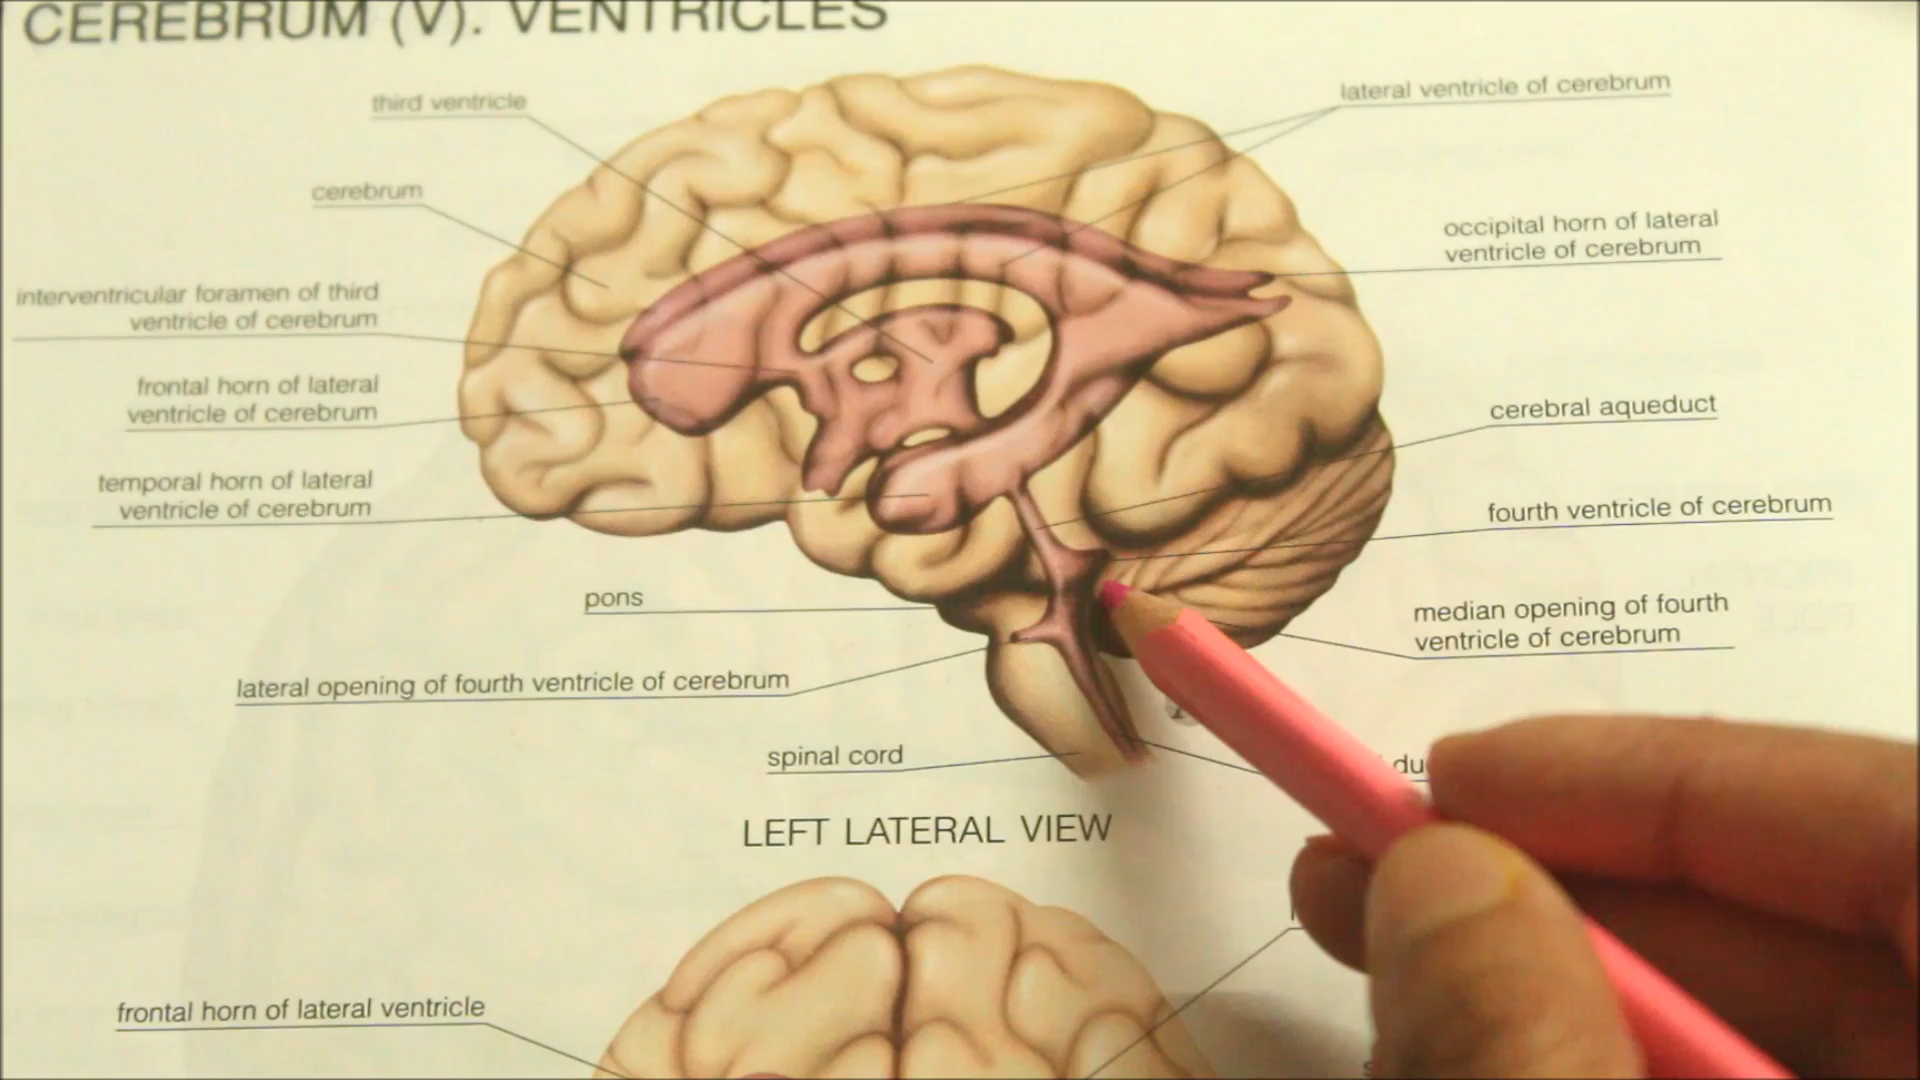 CEREBRUM (V). VENTRICLES
third ventricle
lateral ventricle of cerebrum
cerebrum
occipital horn of lateral
ventricle of cerebrum
interventricular foramen of third
ventricle of cerebrum
frontal horn of lateral
ventricle of cerebrum
cerebral aqueduct
temporal horn of lateral
ventricle of cerebrum
fourth ventricle of cerebrum
pons
median opening of fourth
ventricle of cerebrum
lateral opening of fourth ventricle of cerebrum
spinal cord
LEFT LATERAL VIEW
frontal horn of lateral ventricle